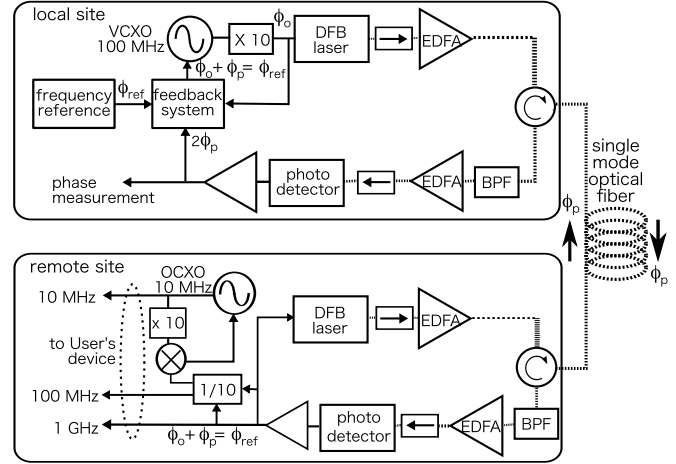 local site
VCXO
100 MHz
ϕo
X 10
DFB
laser
EDFA
ϕo + ϕp = ϕref
frequency
reference
ϕref
feedback
system
2ϕp
phase
measurement
photo
detector
EDFA
BPF
single
mode
optical
fiber
ϕp
ϕp
remote site
OCXO
10 MHz
10 MHz
x 10
DFB
laser
EDFA
to User's
device
1/10
100 MHz
1 GHz
ϕo + ϕp = ϕref
photo
detector
EDFA
BPF